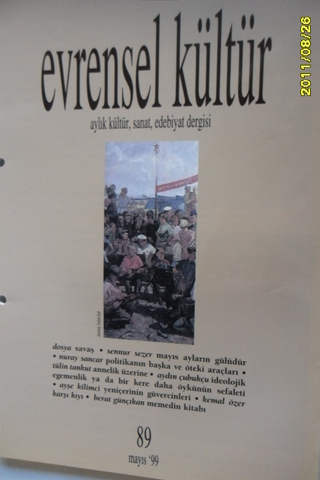 2011/08/26
evrensel kültür
aylık kültür, sanat, edebiyat dergisi
dosya savaş • sennur sezer mayıs ayların gülüdür
• nuray sancar politikanın başka ve öteki araçları •
tülin tankut annelik üzerine • aydın çubukçu ideolojik
egemenlik ya da bir kere daha öykünün sefaleti
• ayşe kilimci yeniçerinin güvercinleri • kemal özer
karşı kıyı • berat günçıkan memedin kitabı
89
mayıs '99